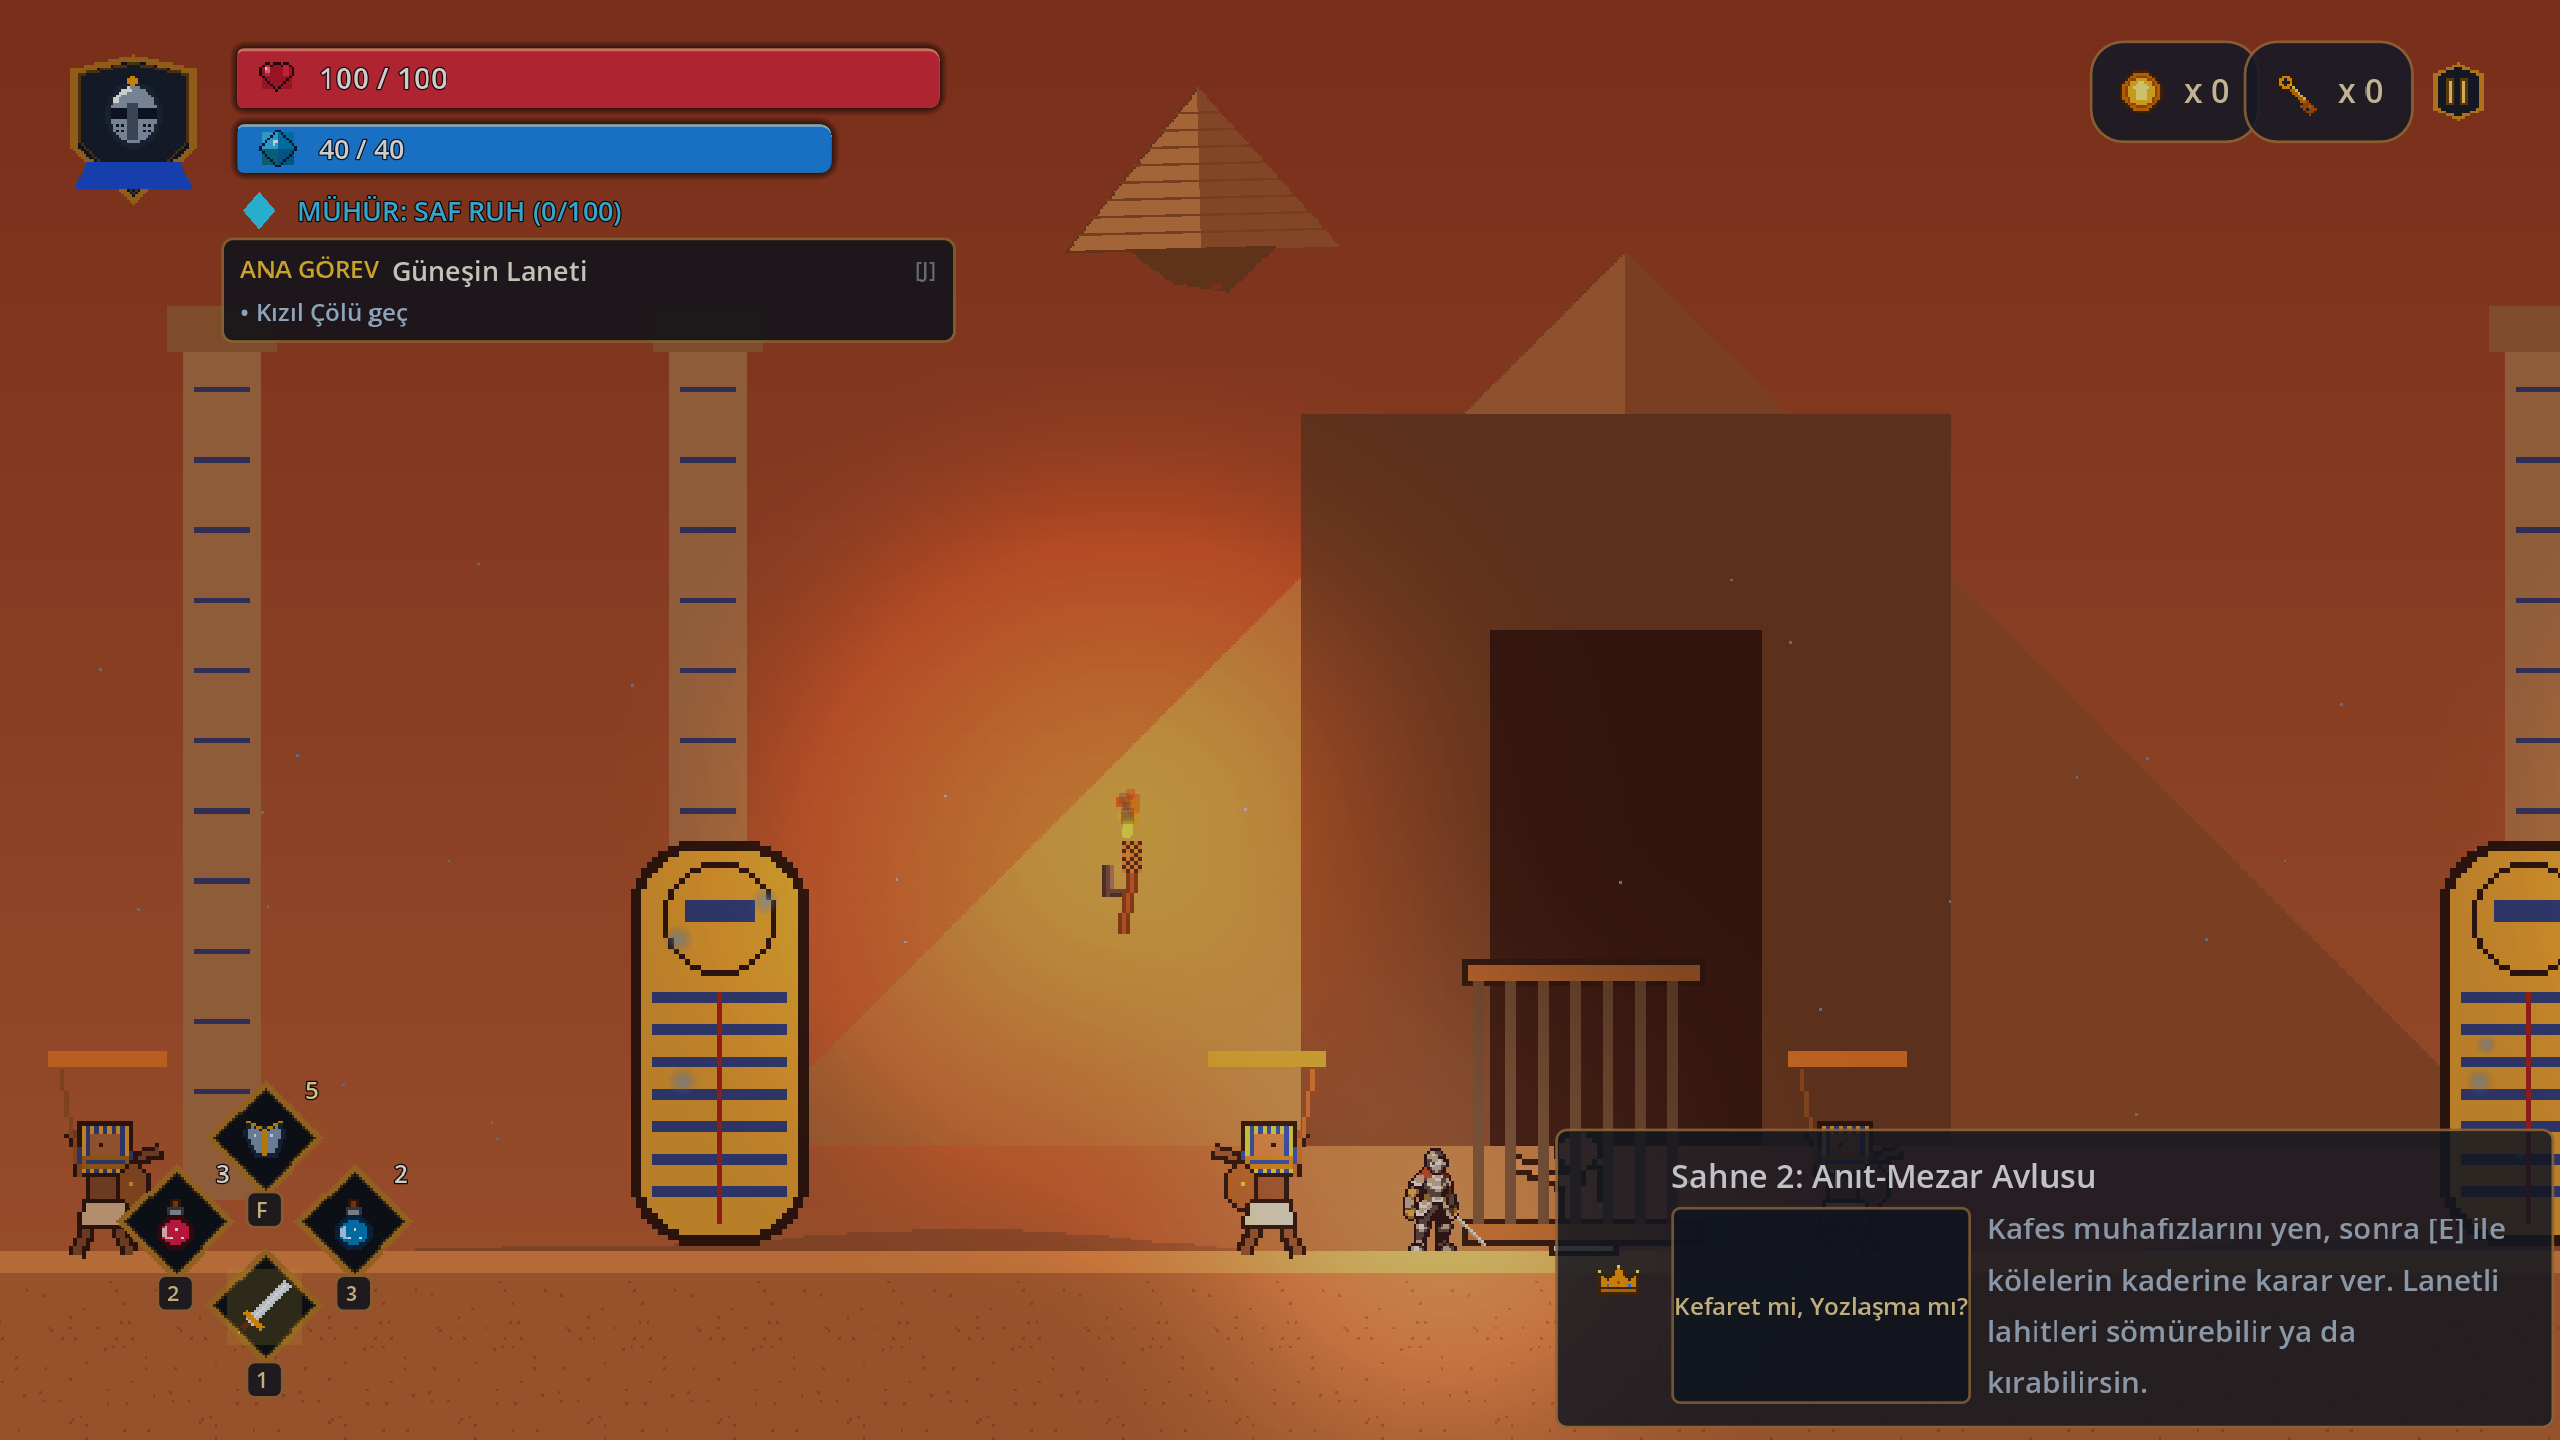 100 / 100
40 / 40
MÜHÜR: SAF RUH (0/100)
ANA GÖREV Güneşin Laneti [J]
• Kızıl Çölü geç
x 0
x 0
5
3
2
F
2
3
1
Sahne 2: Anıt-Mezar Avlusu
Kefaret mi, Yozlaşma mı?
Kafes muhafızlarını yen, sonra [E] ile
kölelerin kaderine karar ver. Lanetli
lahitleri sömürebilir ya da
kırabilirsin.